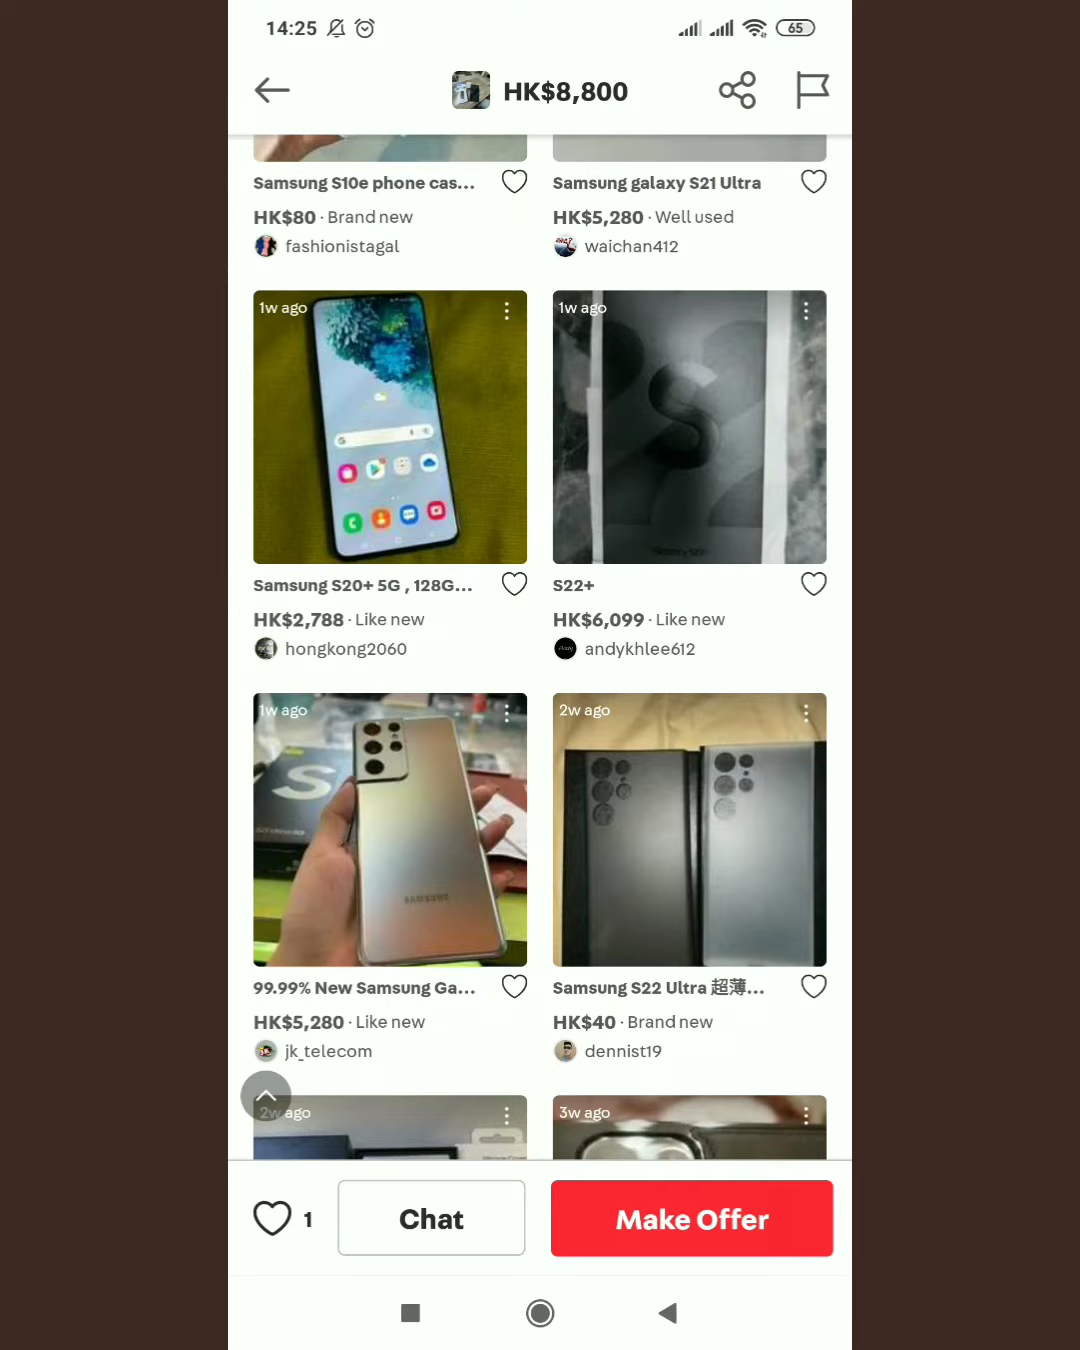 14:25
65
HK$8,800
Samsung S10e phone cas...
HK$80 · Brand new
fashionistagal
Samsung galaxy S21 Ultra
HK$5,280 · Well used
waichan412
1w ago
Samsung S20+ 5G , 128G...
HK$2,788 · Like new
hongkong2060
1w ago
S22+
HK$6,099 · Like new
andykhlee612
1w ago
S
SAMSUNG
99.99% New Samsung Ga...
HK$5,280 · Like new
jk_telecom
2w ago
Samsung S22 Ultra 超薄...
HK$40 · Brand new
dennist19
2w ago
3w ago
1
Chat
Make Offer